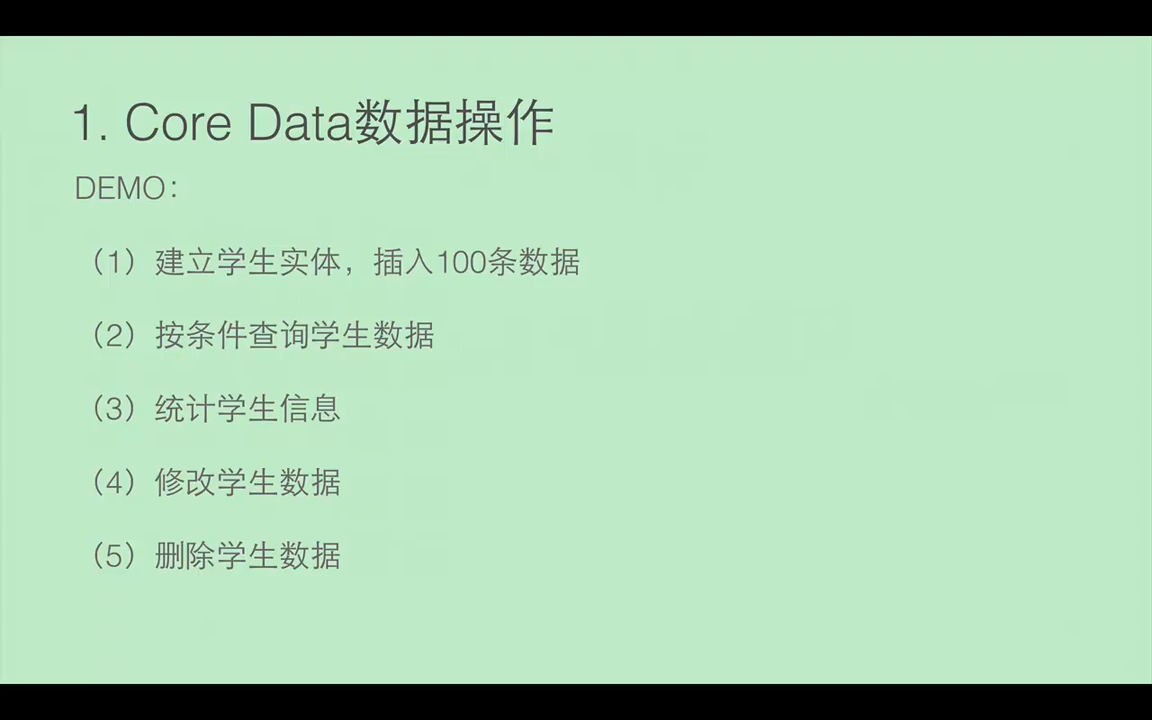 1. Core Data数据操作
DEMO：
（1）建立学生实体，插入100条数据
（2）按条件查询学生数据
（3）统计学生信息
（4）修改学生数据
（5）删除学生数据